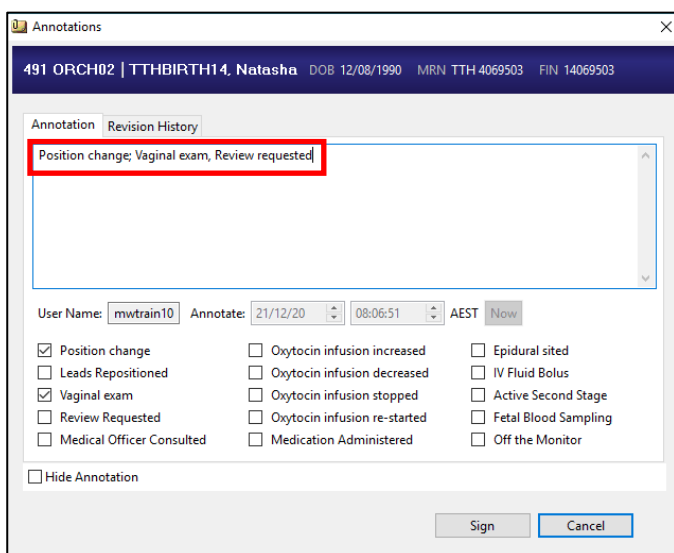 Annotations
491 ORCH02 | TTHBIRTH14, Natasha DOB 12/08/1990 MRN TTH 4069503 FIN 14069503
Annotation Revision History
Position change; Vaginal exam, Review requested
User Name: mwtrain10 Annotate: 21/12/20 08:06:51 AEST Now
Position change Oxytocin infusion increased Epidural sited
Leads Repositioned Oxytocin infusion decreased IV Fluid Bolus
Vaginal exam Oxytocin infusion stopped Active Second Stage
Review Requested Oxytocin infusion re-started Fetal Blood Sampling
Medical Officer Consulted Medication Administered Off the Monitor
Hide Annotation
Sign Cancel